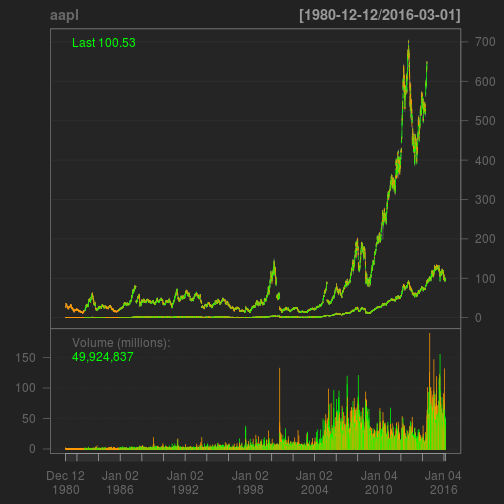 aapl [1980-12-12/2016-03-01]
Last 100.53
700
600
500
400
300
200
100
0
Volume (millions):
49,924,837
150
100
50
0
Dec 12 Jan 02 Jan 02 Jan 02 Jan 02 Jan 04 Jan 04
1980 1986 1992 1998 2004 2010 2016